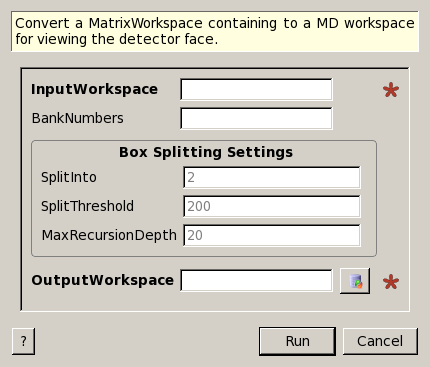 Convert a MatrixWorkspace containing to a MD workspace
for viewing the detector face.
InputWorkspace
BankNumbers
Box Splitting Settings
SplitInto 2
SplitThreshold 200
MaxRecursionDepth 20
OutputWorkspace
? Run Cancel